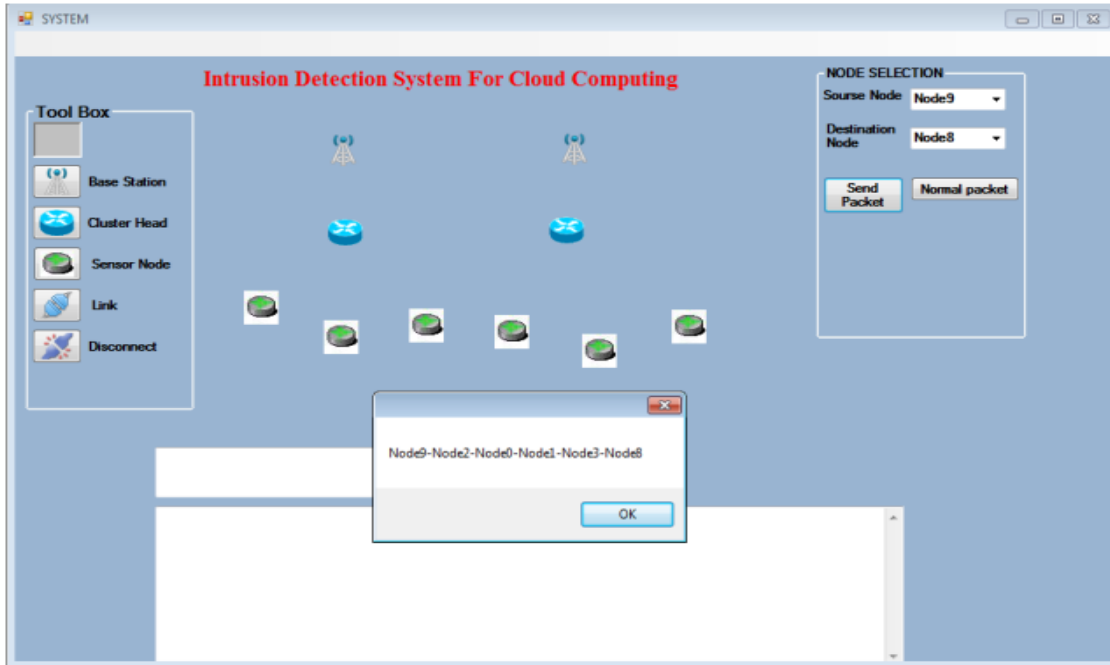 SYSTEM
Intrusion Detection System For Cloud Computing
Tool Box
Base Station
Cluster Head
Sensor Node
Link
Disconnect
NODE SELECTION
Sourse Node Node9
Destination
Node
Node8
Send
Packet
Normal packet
Node9-Node2-Node0-Node1-Node3-Node8
OK